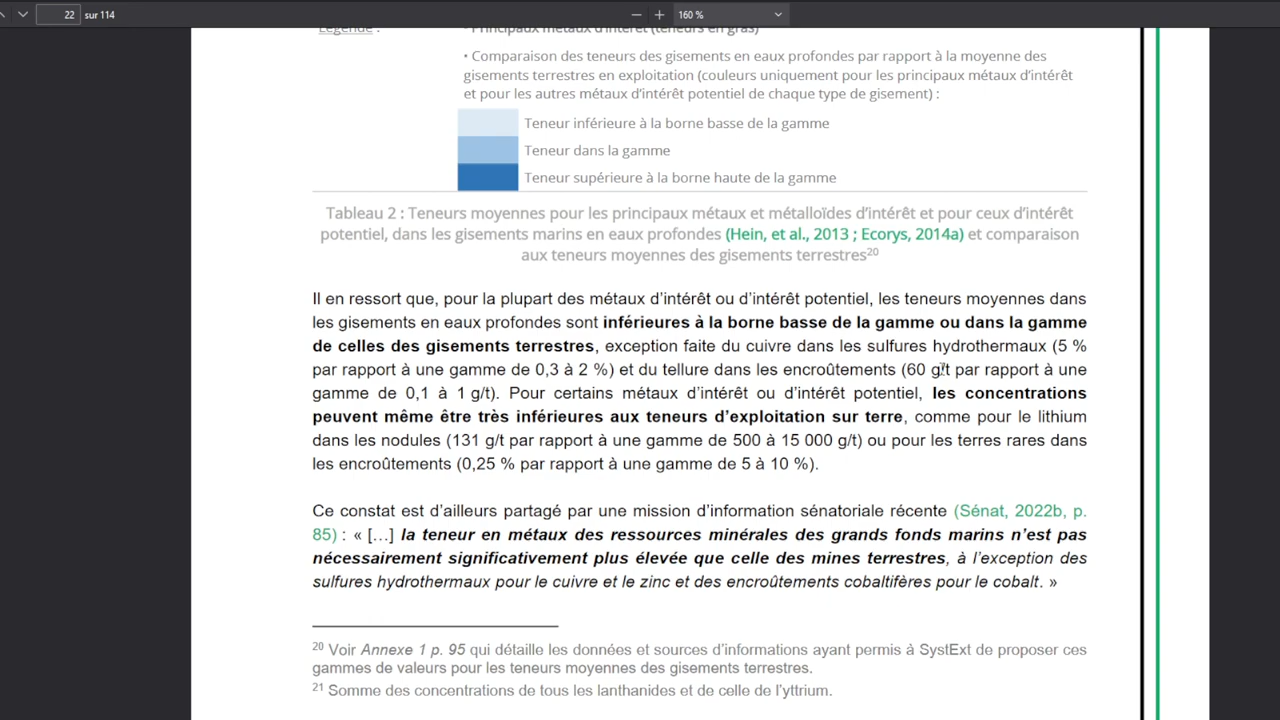 22 sur 114
160 %
Légende : • Principaux métaux d'intérêt (teneurs en gras)
• Comparaison des teneurs des gisements en eaux profondes par rapport à la moyenne des
gisements terrestres en exploitation (couleurs uniquement pour les principaux métaux d'intérêt
et pour les autres métaux d'intérêt potentiel de chaque type de gisement) :
Teneur inférieure à la borne basse de la gamme
Teneur dans la gamme
Teneur supérieure à la borne haute de la gamme
Tableau 2 : Teneurs moyennes pour les principaux métaux et métalloïdes d'intérêt et pour ceux d'intérêt
potentiel, dans les gisements marins en eaux profondes (Hein, et al., 2013 ; Ecorys, 2014a) et comparaison
aux teneurs moyennes des gisements terrestres20
Il en ressort que, pour la plupart des métaux d'intérêt ou d'intérêt potentiel, les teneurs moyennes dans
les gisements en eaux profondes sont inférieures à la borne basse de la gamme ou dans la gamme
de celles des gisements terrestres, exception faite du cuivre dans les sulfures hydrothermaux (5 %
par rapport à une gamme de 0,3 à 2 %) et du tellure dans les encroûtements (60 g/t par rapport à une
gamme de 0,1 à 1 g/t). Pour certains métaux d'intérêt ou d'intérêt potentiel, les concentrations
peuvent même être très inférieures aux teneurs d'exploitation sur terre, comme pour le lithium
dans les nodules (131 g/t par rapport à une gamme de 500 à 15 000 g/t) ou pour les terres rares dans
les encroûtements (0,25 % par rapport à une gamme de 5 à 10 %).
Ce constat est d'ailleurs partagé par une mission d'information sénatoriale récente (Sénat, 2022b, p.
85) : « [...] la teneur en métaux des ressources minérales des grands fonds marins n'est pas
nécessairement significativement plus élevée que celle des mines terrestres, à l'exception des
sulfures hydrothermaux pour le cuivre et le zinc et des encroûtements cobaltifères pour le cobalt. »
20 Voir Annexe 1 p. 95 qui détaille les données et sources d'informations ayant permis à SystExt de proposer ces
gammes de valeurs pour les teneurs moyennes des gisements terrestres.
21 Somme des concentrations de tous les lanthanides et de celle de l'yttrium.